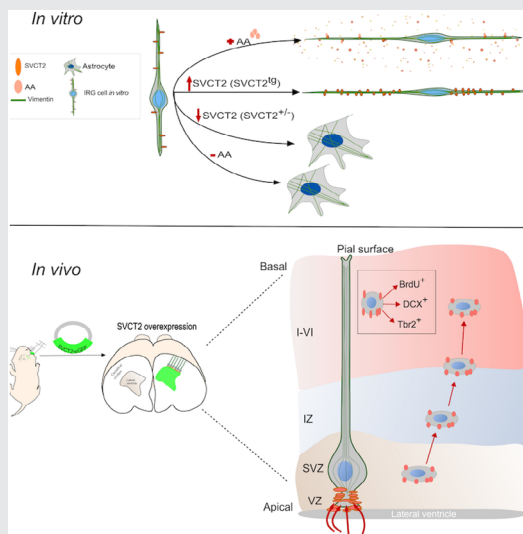 In vitro
SVCT2
AA
Vimentin
Astrocyte
IRG cell in vitro
+ AA
SVCT2 (SVCT2tg)
SVCT2 (SVCT2+/-)
- AA
In vivo
Pial surface
Basal
BrdU+
DCX+
Tbr2+
SVCT2 overexpression
I-VI
IZ
SVZ
VZ
Apical
Lateral ventricle